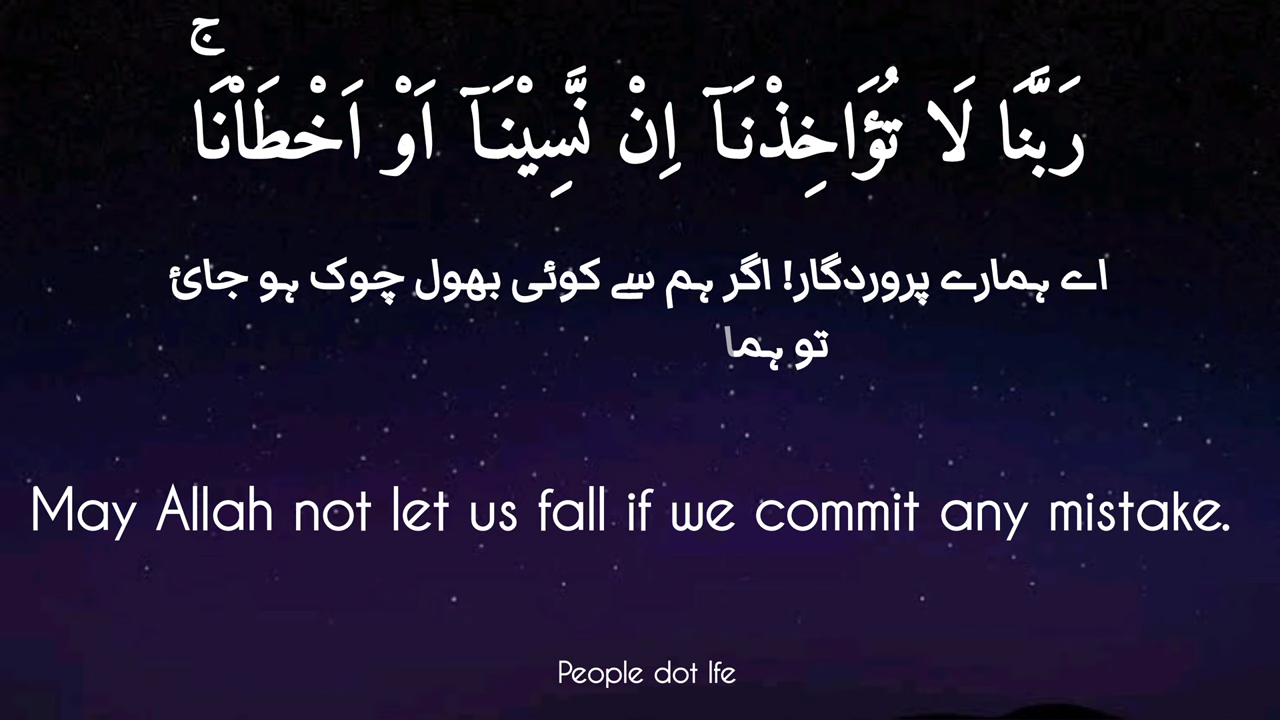 رَبَّنَا لَا تُؤَاخِذْنَآ اِنْ نَّسِيْنَآ اَوْ اَخْطَاْنَا ۚ
اے ہمارے پروردگار! اگر ہم سے کوئی بھول چوک ہو جائ
تو ہما
May Allah not let us fall if we commit any mistake.
People dot lfe